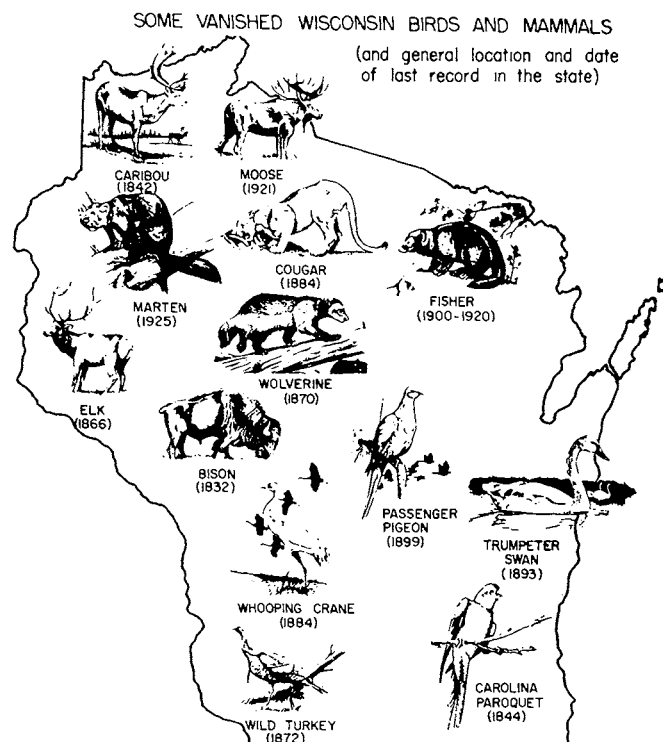 SOME VANISHED WISCONSIN BIRDS AND MAMMALS
(and general location and date
of last record in the state)
CARIBOU
(1842)
MOOSE
(1921)
MARTEN
(1925)
COUGAR
(1884)
FISHER
(1900-1920)
ELK
(1866)
WOLVERINE
(1870)
BISON
(1832)
PASSENGER
PIGEON
(1899)
TRUMPETER
SWAN
(1893)
WHOOPING CRANE
(1884)
WILD TURKEY
(1872)
CAROLINA
PAROQUET
(1844)